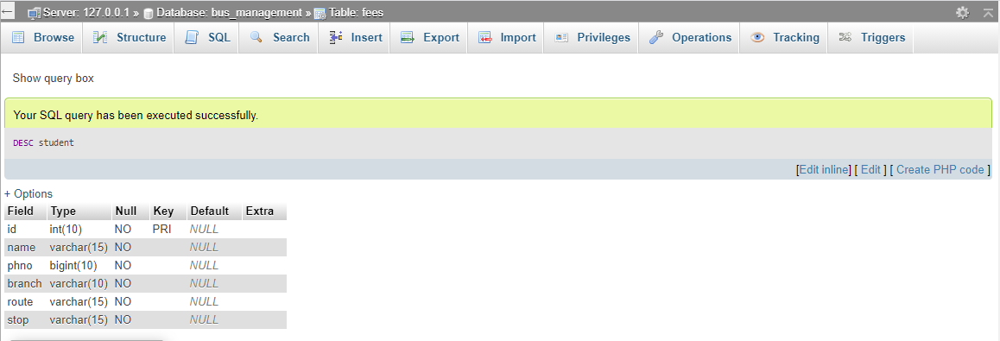 Server: 127.0.0.1 » Database: bus_management » Table: fees
Browse Structure SQL Search Insert Export Import Privileges Operations Tracking Triggers
Show query box
Your SQL query has been executed successfully.
DESC student
[Edit inline] [ Edit ] [ Create PHP code ]
+ Options
Field Type Null Key Default Extra
id int(10) NO PRI NULL
name varchar(15) NO NULL
phno bigint(10) NO NULL
branch varchar(10) NO NULL
route varchar(15) NO NULL
stop varchar(15) NO NULL